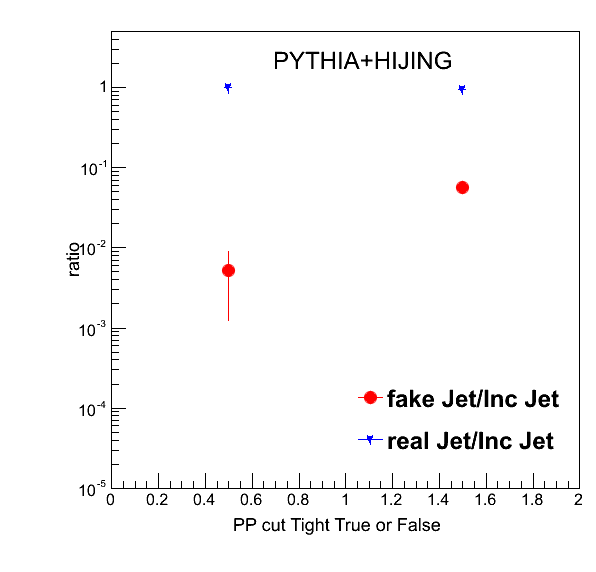 PYTHIA+HIJING
1
10-1
10-2
ratio
10-3
10-4
10-5
fake Jet/Inc Jet
real Jet/Inc Jet
0 0.2 0.4 0.6 0.8 1 1.2 1.4 1.6 1.8 2
PP cut Tight True or False